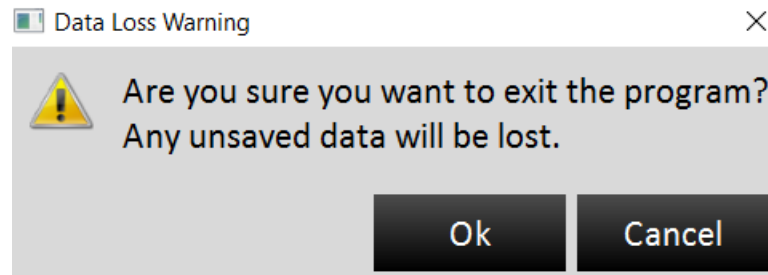 Data Loss Warning
Are you sure you want to exit the program?
Any unsaved data will be lost.
Ok
Cancel